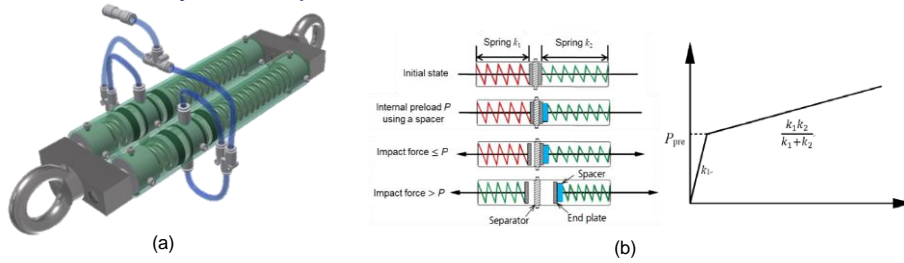 Spring k₁
Spring k₂
Initial state
Internal preload P
using a spacer
Impact force ≤ P
Impact force > P
Spacer
Separator
End plate
P_pre
k₁
k₁k₂
k₁+k₂
(a)
(b)